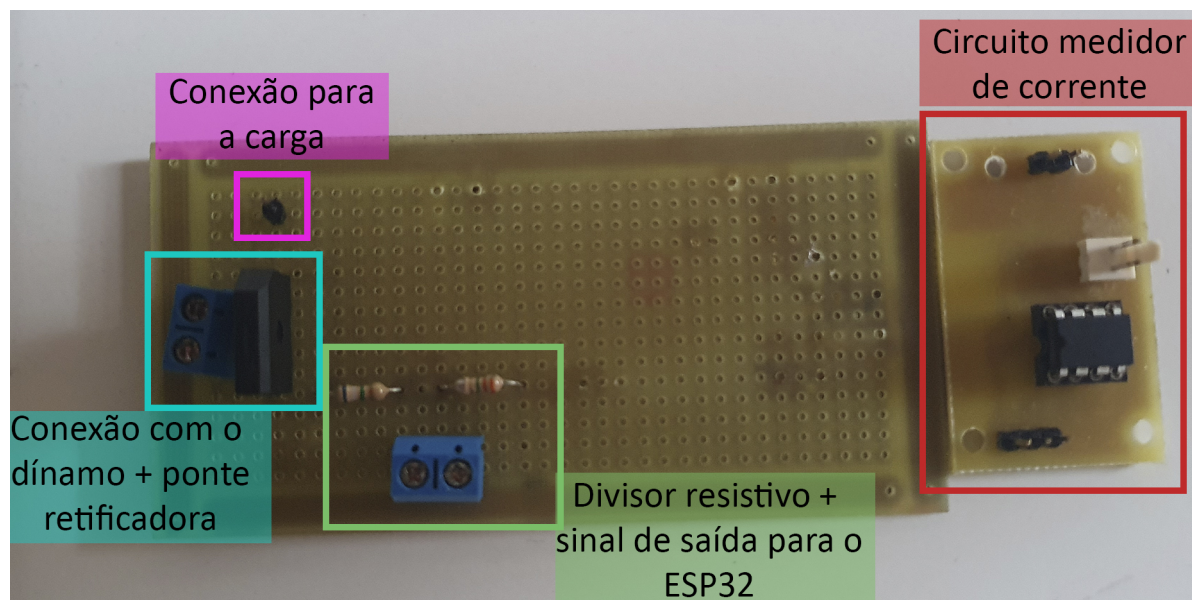 Circuito medidor
de corrente
Conexão para
a carga
Conexão com o
dínamo + ponte
retificadora
Divisor resistivo +
sinal de saída para o
ESP32